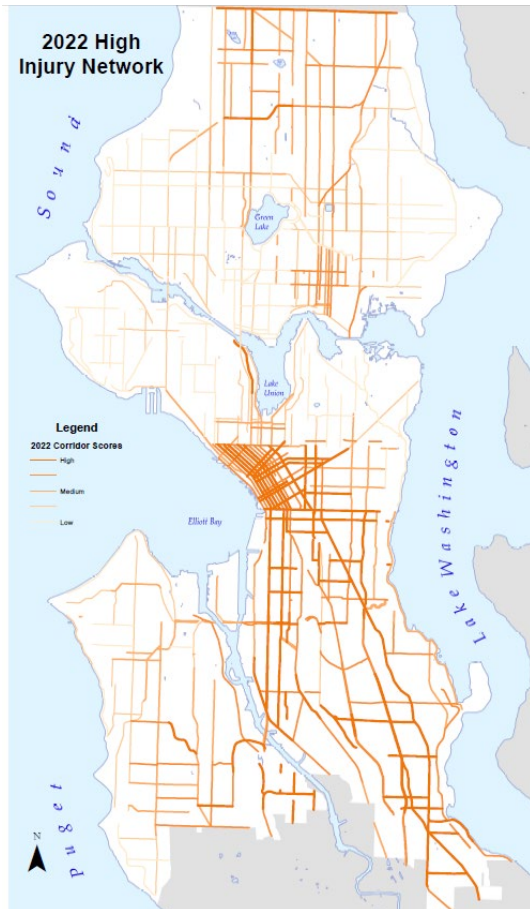 2022 High
Injury Network
Sound
Green
Lake
Lake
Union
Legend
2022 Corridor Scores
High
Medium
Low
Elliott Bay
Lake Washington
Puget
N